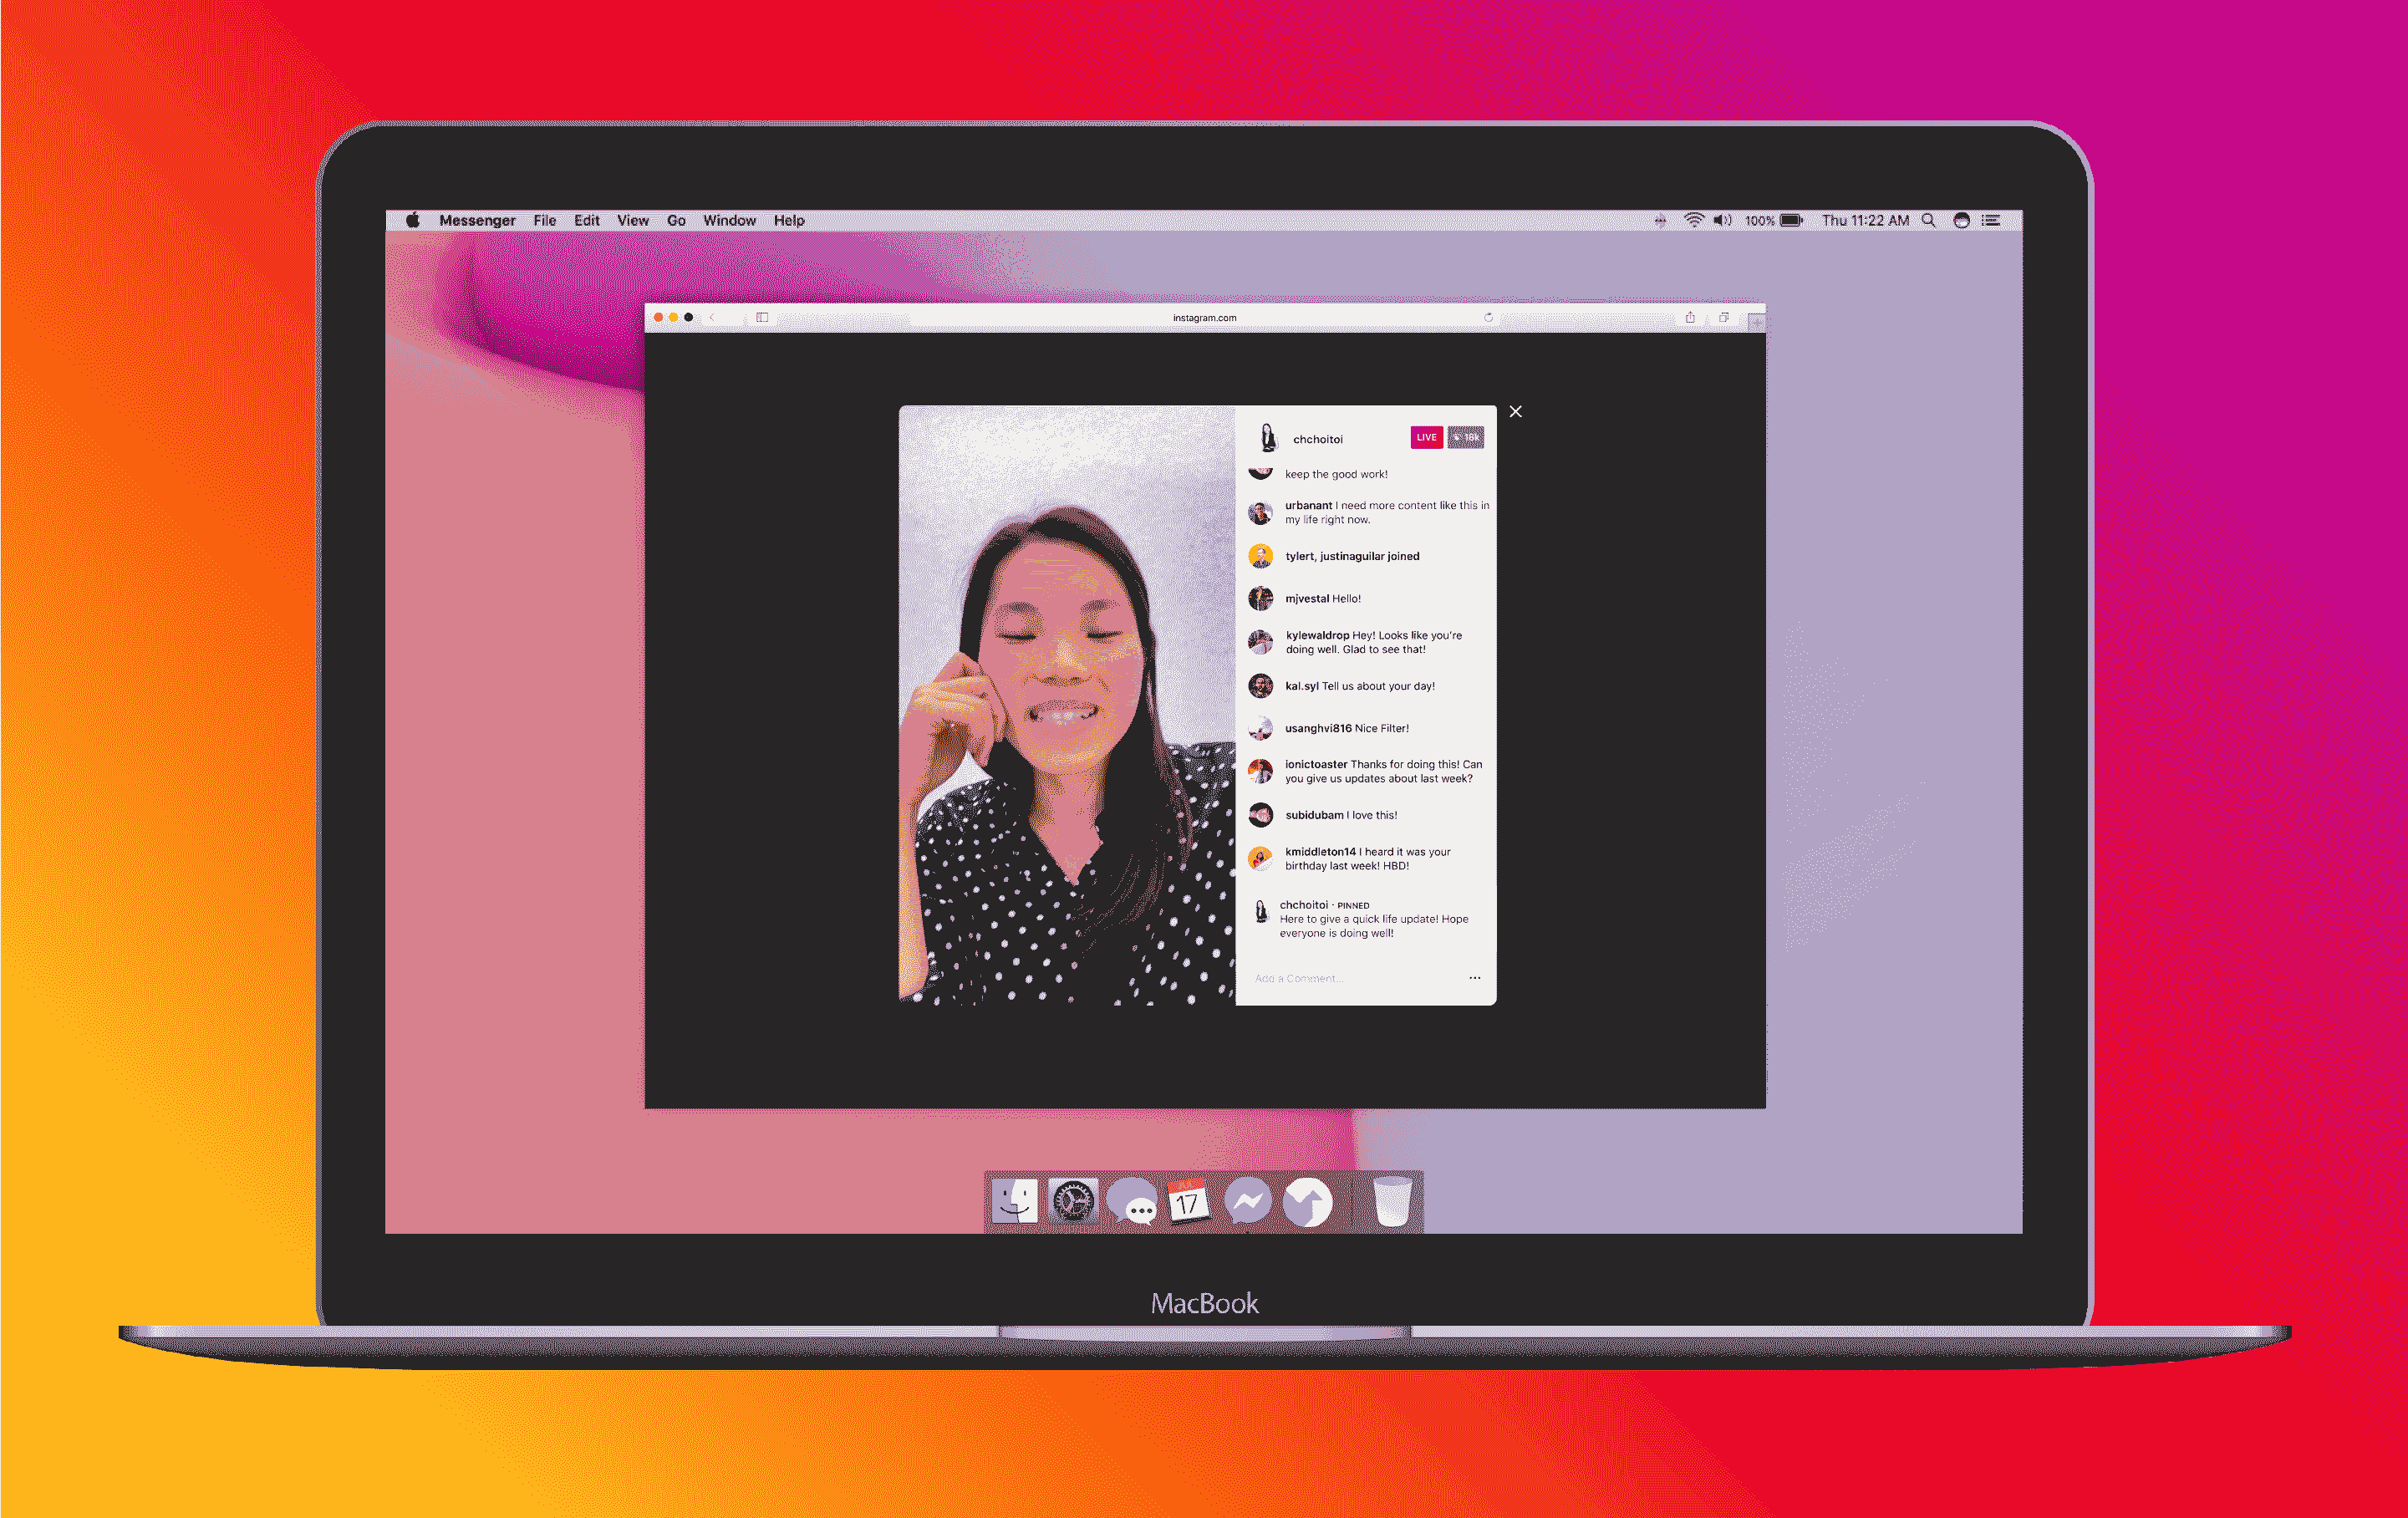 Messenger File Edit View Go Window Help 100% Thu 11:22 AM
instagram.com
chchoitoi LIVE 18k
keep the good work!
urbanant I need more content like this in
my life right now.
tylert, justinaguilar joined
mjvestal Hello!
kylewaldrop Hey! Looks like you're
doing well. Glad to see that!
kal.syl Tell us about your day!
usanghvi816 Nice Filter!
ionictoaster Thanks for doing this! Can
you give us updates about last week?
subidubam I love this!
kmiddleton14 I heard it was your
birthday last week! HBD!
chchoitoi · PINNED
Here to give a quick life update! Hope
everyone is doing well!
Add a Comment...
JUL
17
MacBook